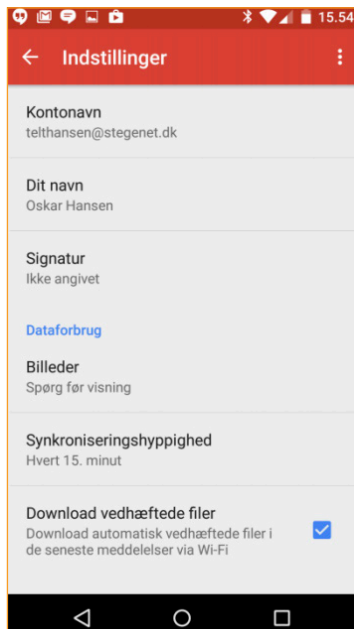 15.54
Indstillinger
Kontonavn
telthansen@stegenet.dk
Dit navn
Oskar Hansen
Signatur
Ikke angivet
Dataforbrug
Billeder
Spørg før visning
Synkroniseringshyppighed
Hvert 15. minut
Download vedhæftede filer
Download automatisk vedhæftede filer i
de seneste meddelelser via Wi-Fi